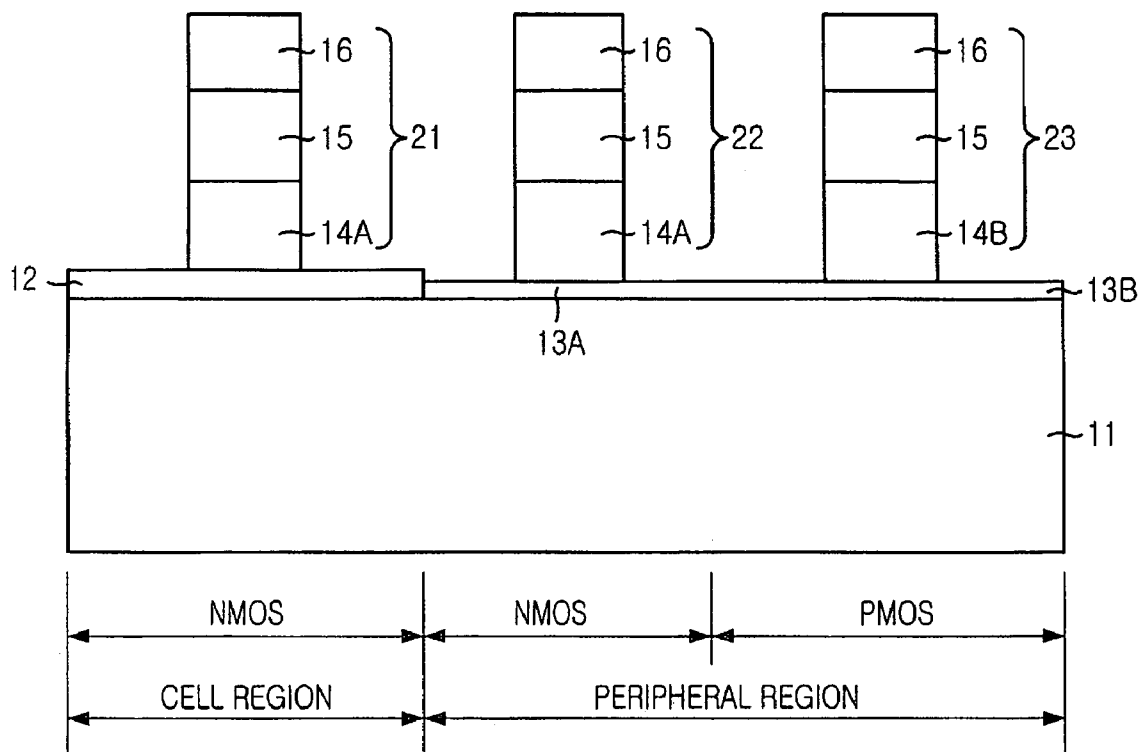 16 16 16
15 21 15 22 15 23
14A 14A 14B
12 13B
13A
11
NMOS NMOS PMOS
CELL REGION PERIPHERAL REGION